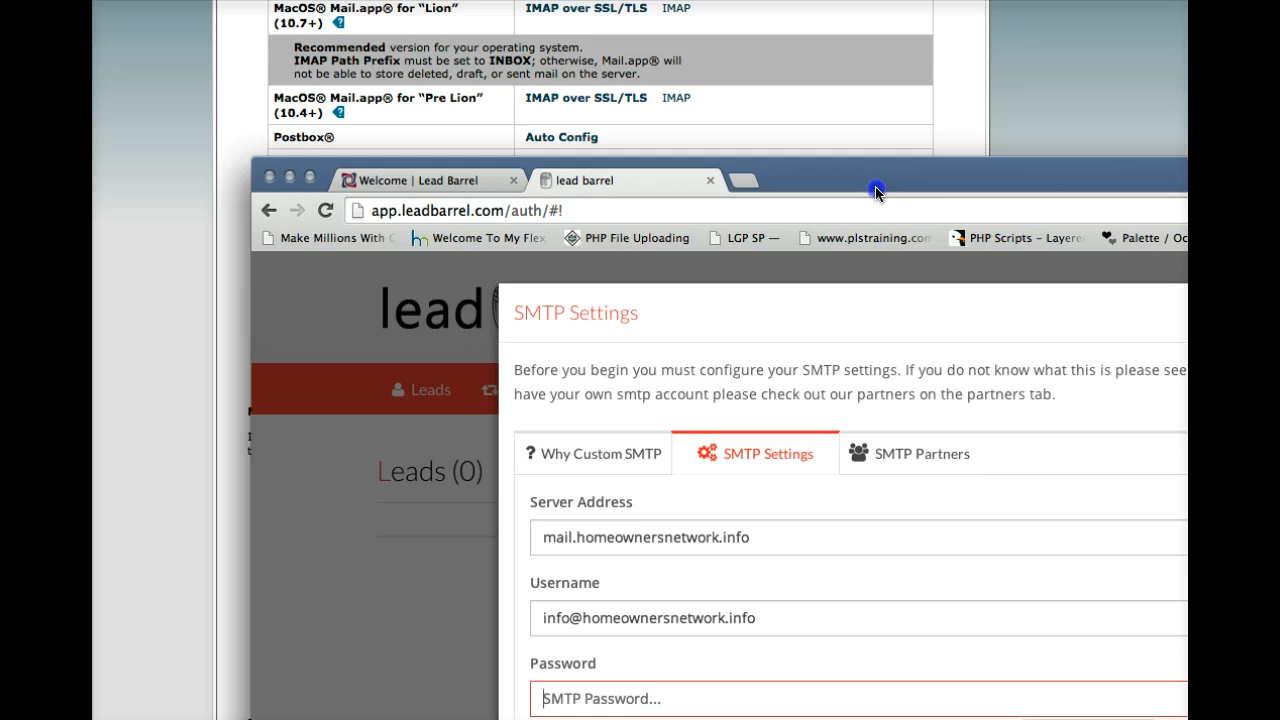 MacOS® Mail.app® for “Lion” IMAP over SSL/TLS IMAP
(10.7+) ?
Recommended version for your operating system.
IMAP Path Prefix must be set to INBOX; otherwise, Mail.app® will
not be able to store deleted, draft, or sent mail on the server.
MacOS® Mail.app® for “Pre Lion” IMAP over SSL/TLS IMAP
(10.4+) ?
Postbox® Auto Config
Welcome | Lead Barrel lead barrel
app.leadbarrel.com/auth/#!
Make Millions With Welcome To My Flex PHP File Uploading LGP SP — www.plstraining.com PHP Scripts – Layere Palette / Oc
lead
SMTP Settings
Before you begin you must configure your SMTP settings. If you do not know what this is please see
have your own smtp account please check out our partners on the partners tab.
Leads
? Why Custom SMTP SMTP Settings SMTP Partners
Leads (0)
Server Address
mail.homeownersnetwork.info
Username
info@homeownersnetwork.info
Password
SMTP Password...